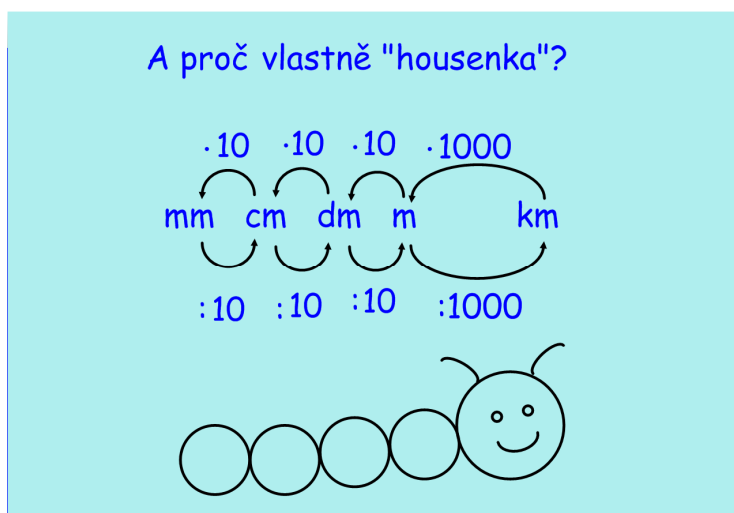 A proč vlastně "housenka"?
·10 ·10 ·10 ·1000
mm cm dm m km
:10 :10 :10 :1000